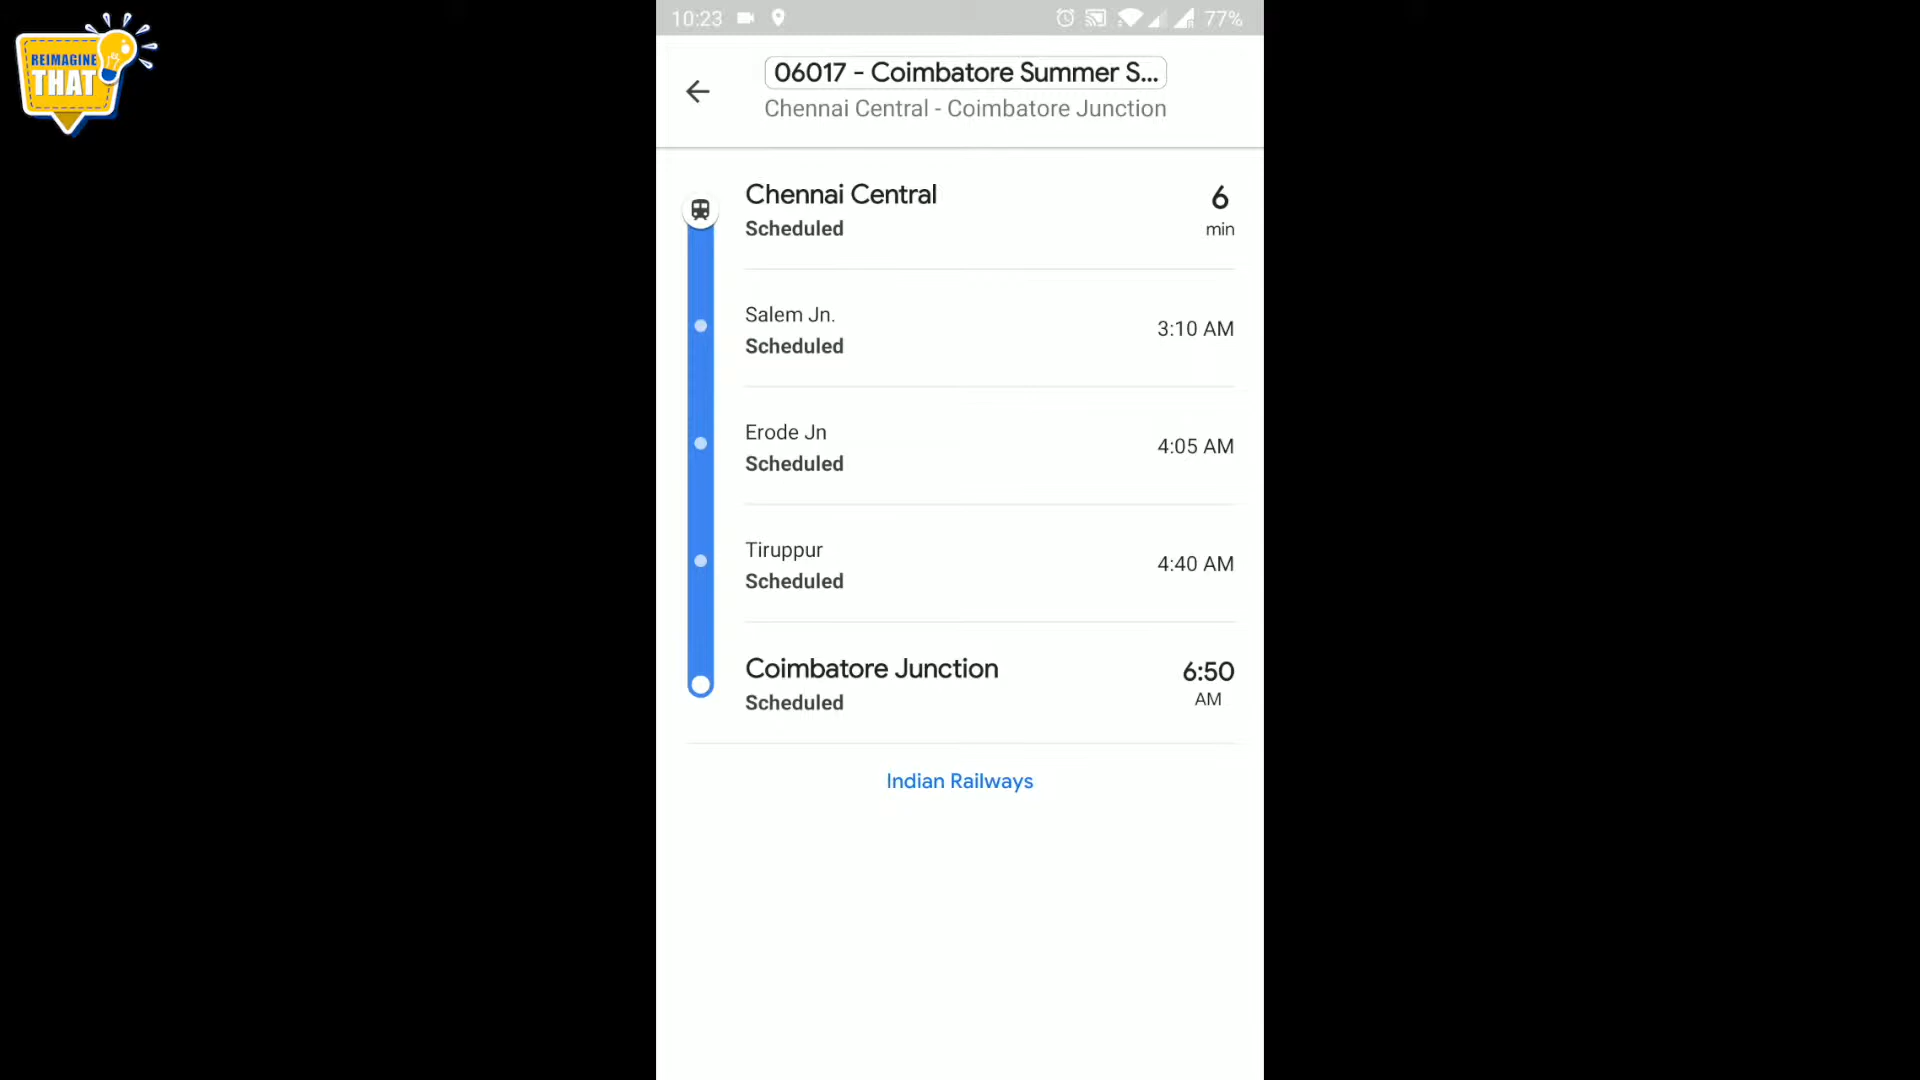 REIMAGINE
THAT
10:23
77%
06017 - Coimbatore Summer S...
Chennai Central - Coimbatore Junction
Chennai Central
6
Scheduled
min
Salem Jn.
3:10 AM
Scheduled
Erode Jn
4:05 AM
Scheduled
Tiruppur
4:40 AM
Scheduled
Coimbatore Junction
6:50
Scheduled
AM
Indian Railways